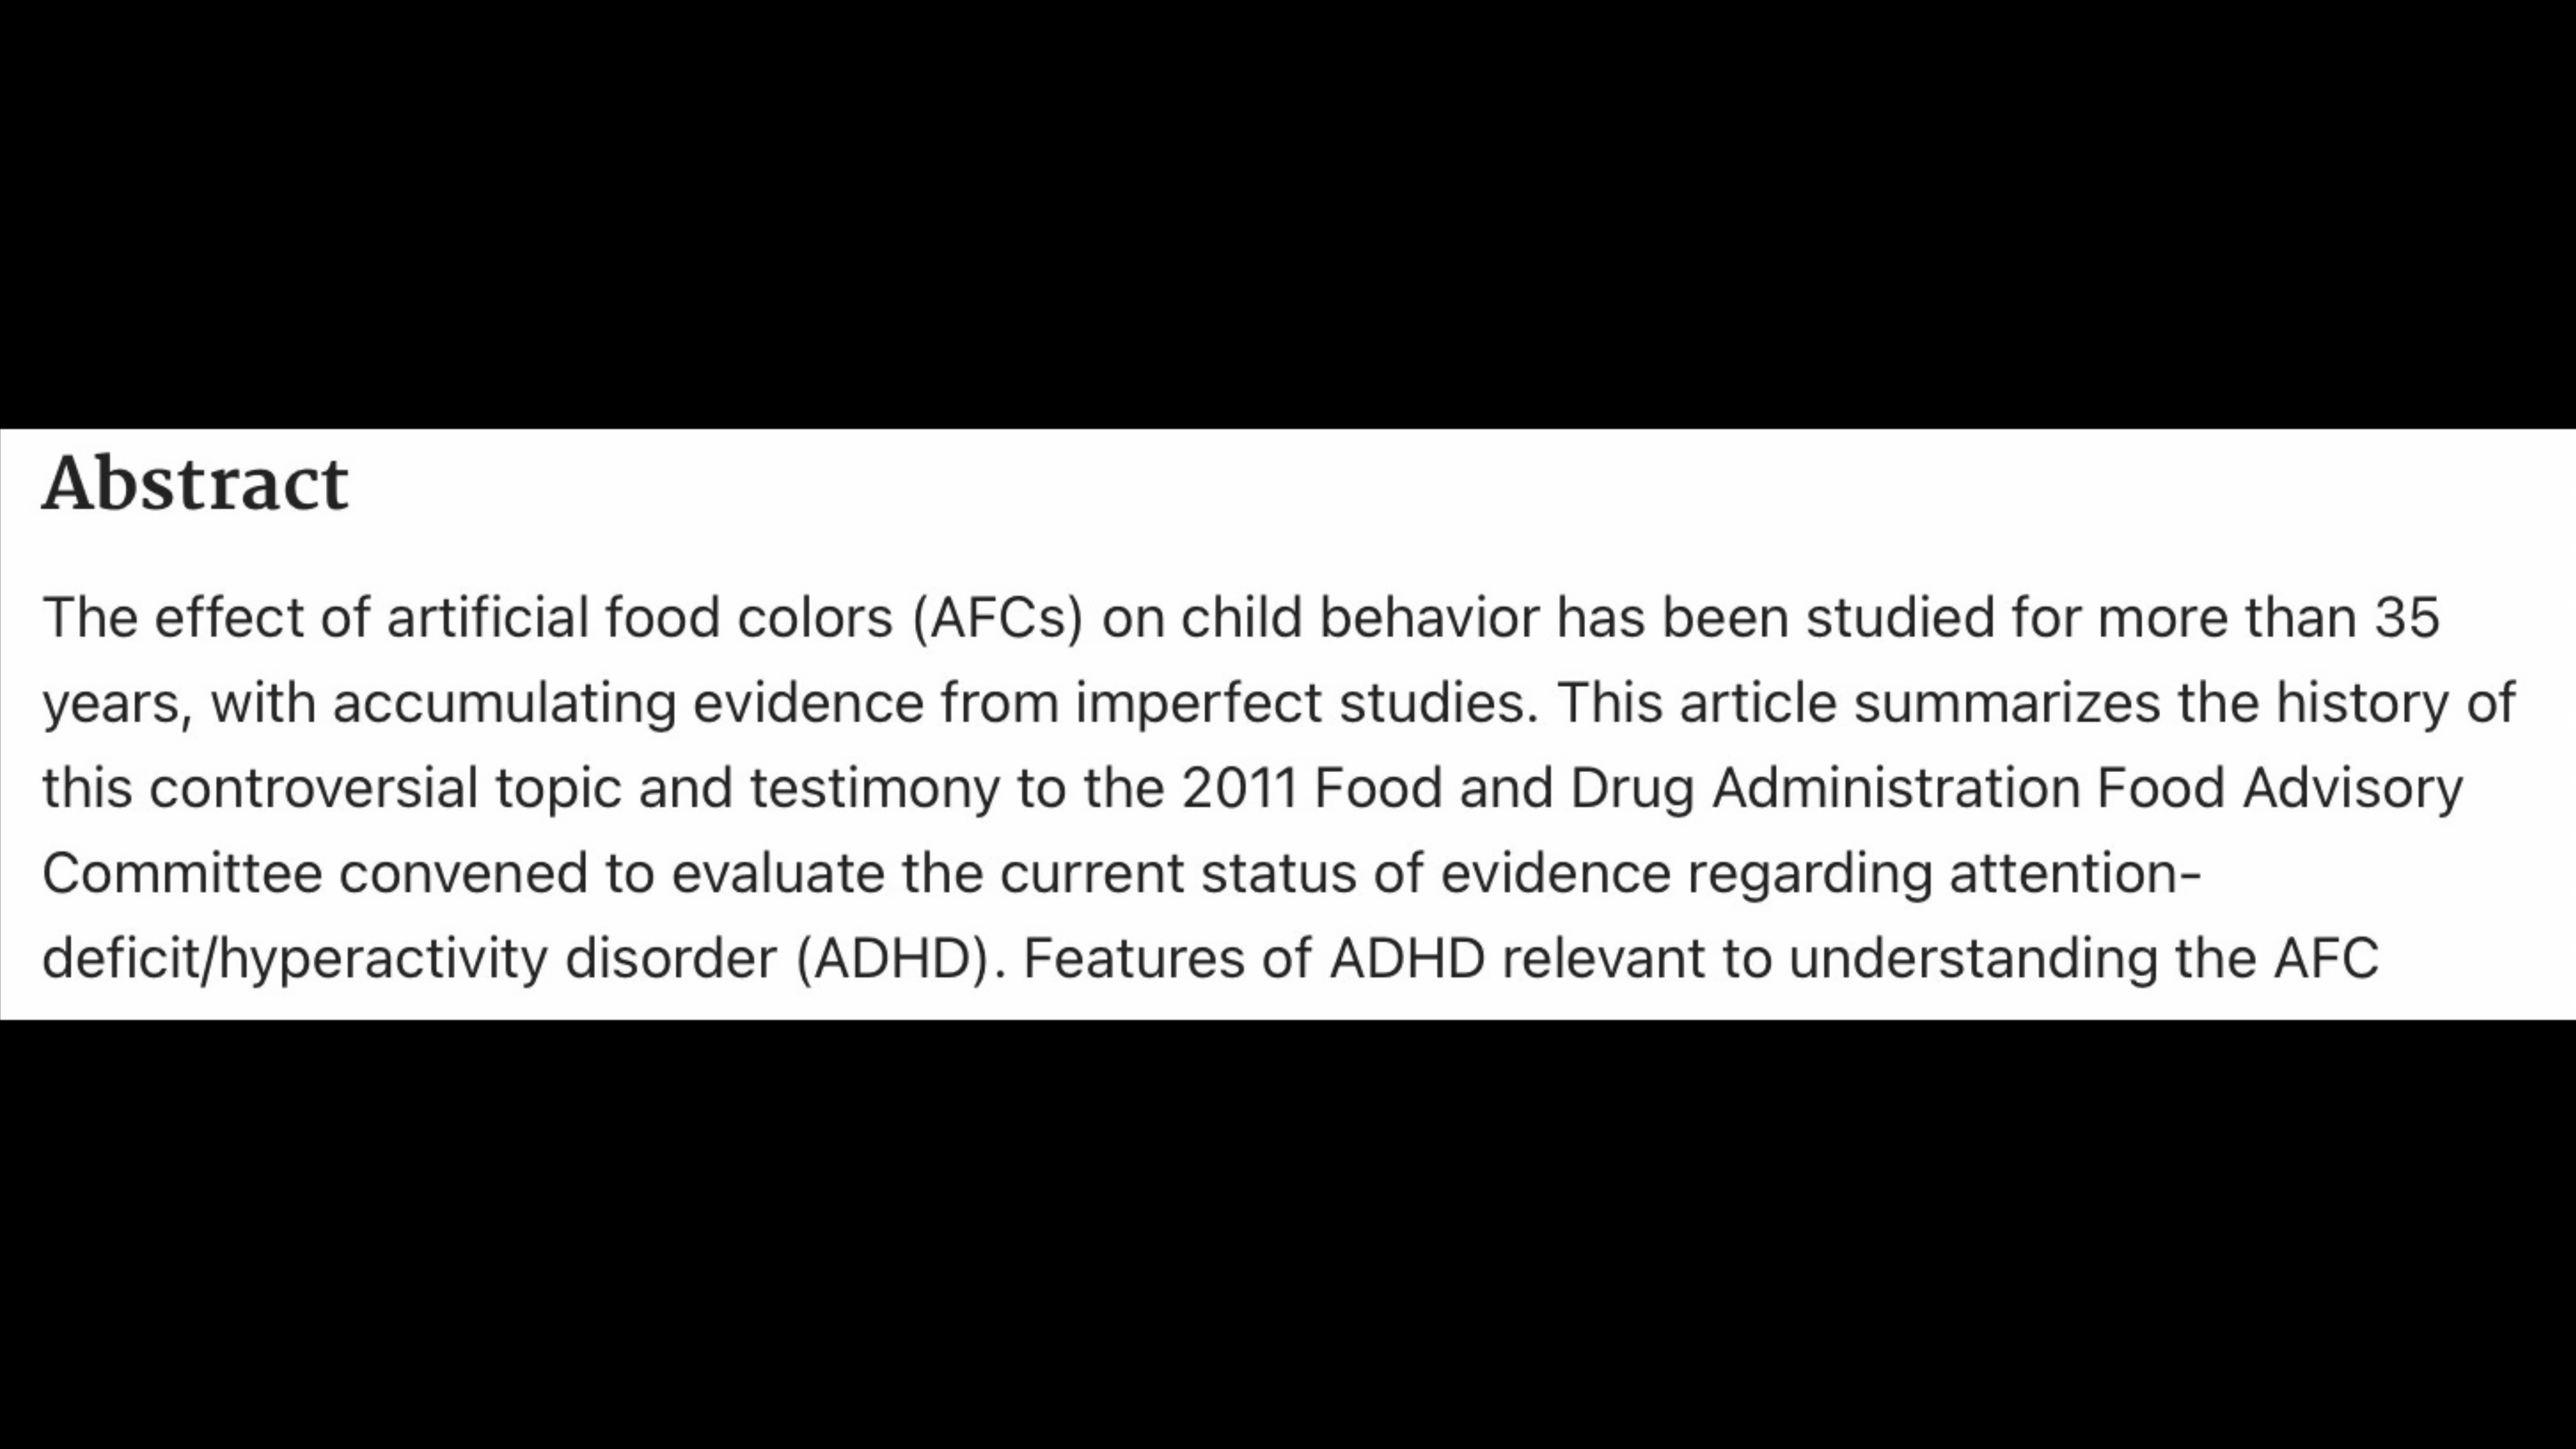 Abstract
The effect of artificial food colors (AFCs) on child behavior has been studied for more than 35
years, with accumulating evidence from imperfect studies. This article summarizes the history of
this controversial topic and testimony to the 2011 Food and Drug Administration Food Advisory
Committee convened to evaluate the current status of evidence regarding attention-
deficit/hyperactivity disorder (ADHD). Features of ADHD relevant to understanding the AFC